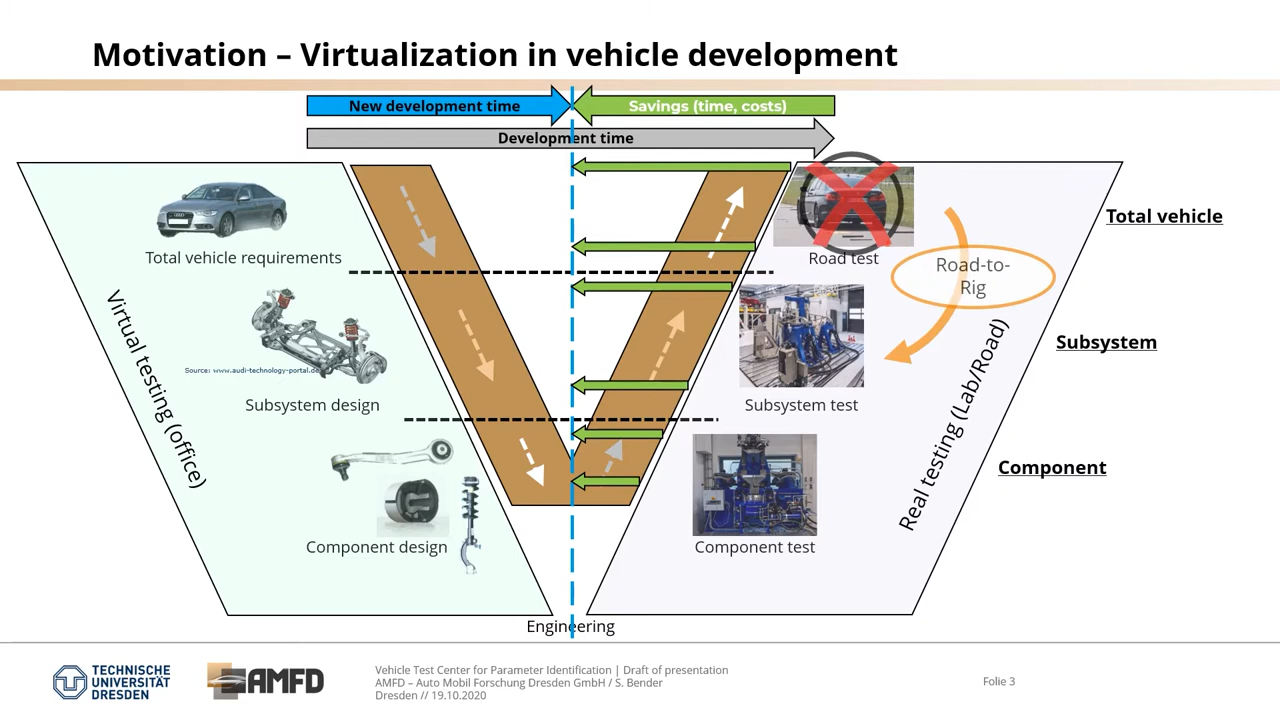 Motivation – Virtualization in vehicle development
New development time
Savings (time, costs)
Development time
Total vehicle requirements
Road test
Total vehicle
Road-to-
Rig
Virtual testing (office)
Source: www.audi-technology-portal.de
Subsystem design
Subsystem test
Subsystem
Real testing (Lab/Road)
Component design
Component test
Component
Engineering
TECHNISCHE
UNIVERSITÄT
DRESDEN
AMFD
Vehicle Test Center for Parameter Identification | Draft of presentation
AMFD – Auto Mobil Forschung Dresden GmbH / S. Bender
Dresden // 19.10.2020
Folie 3